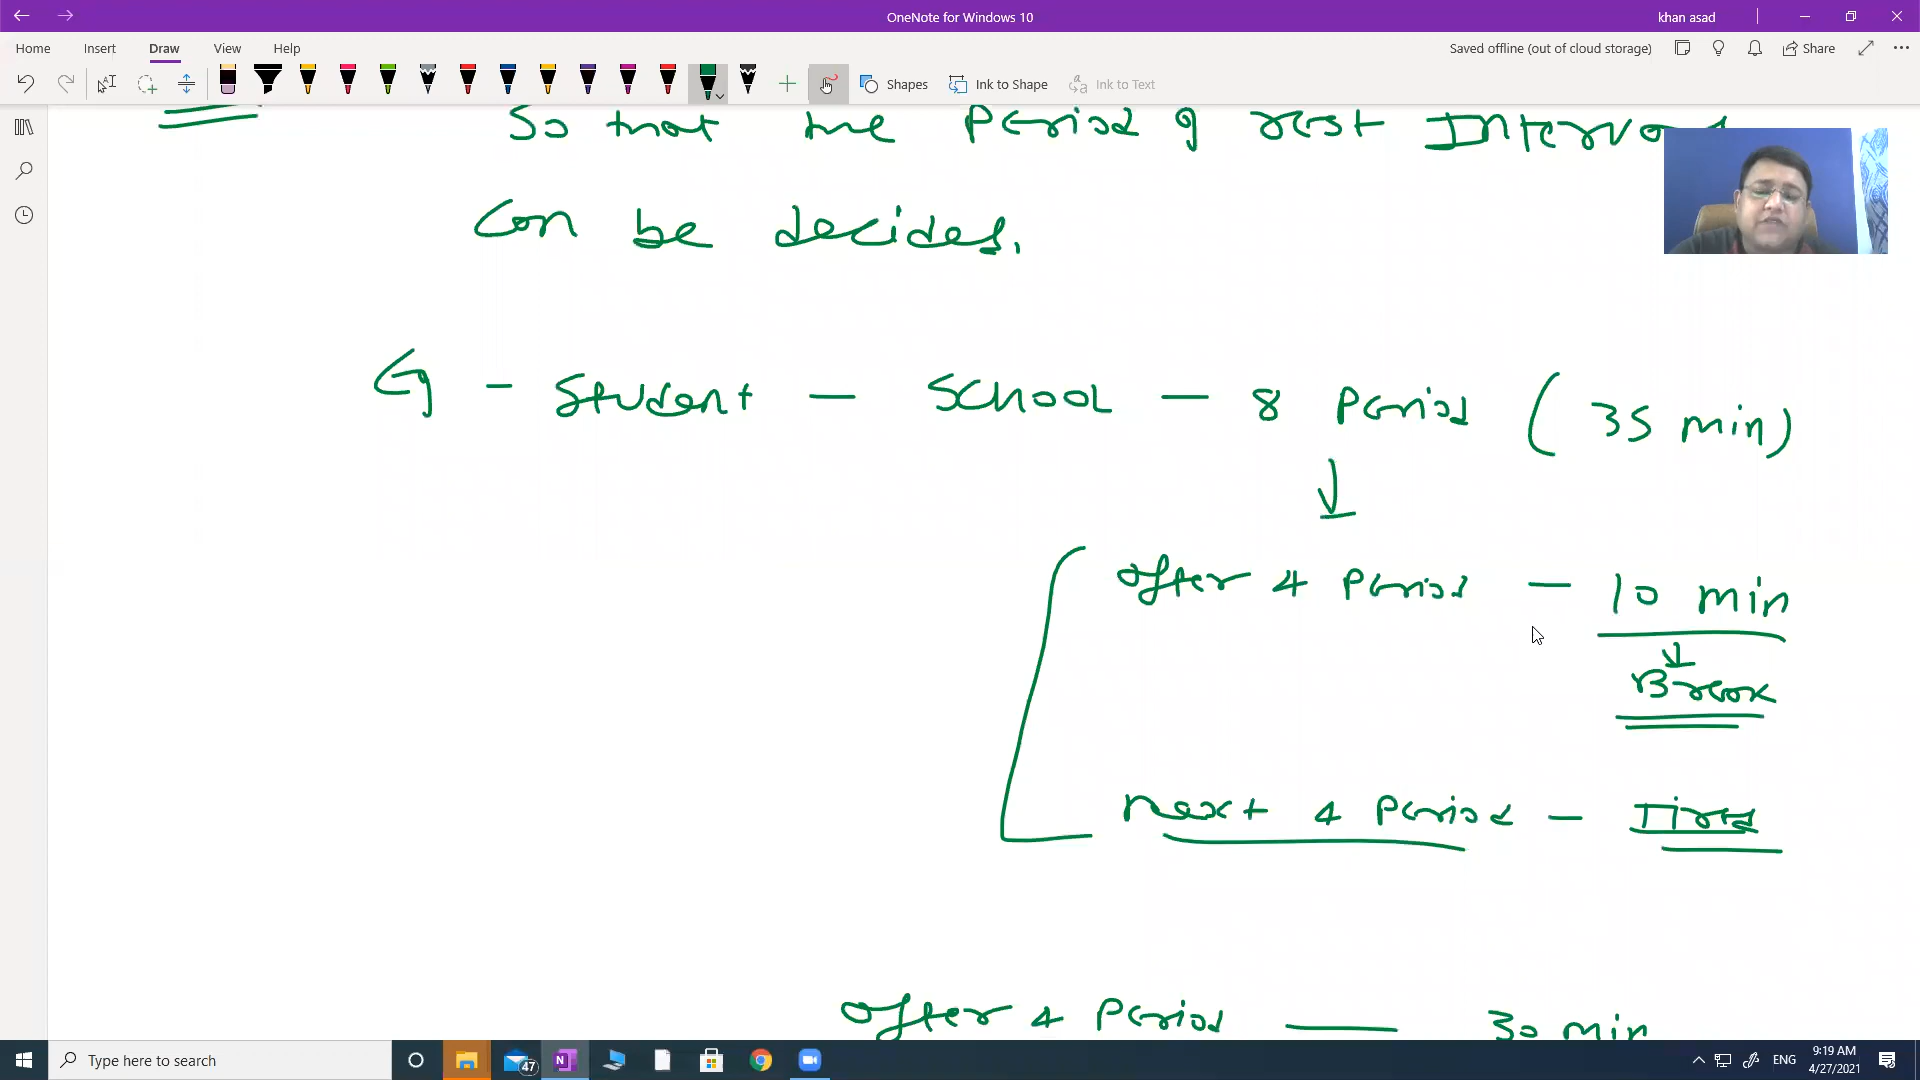 OneNote for Windows 10
khan asad
Home Insert Draw View Help
Saved offline (out of cloud storage) Share
Shapes Ink to Shape Ink to Text
So that the Period of rest Interval
Can be decides.
Eg - Student - School - 8 Period (35 min)
after 4 Period - 10 min
Break
next 4 Period - Tired
after 4 Period - 30 min
Type here to search
47
ENG
9:19 AM
4/27/2021